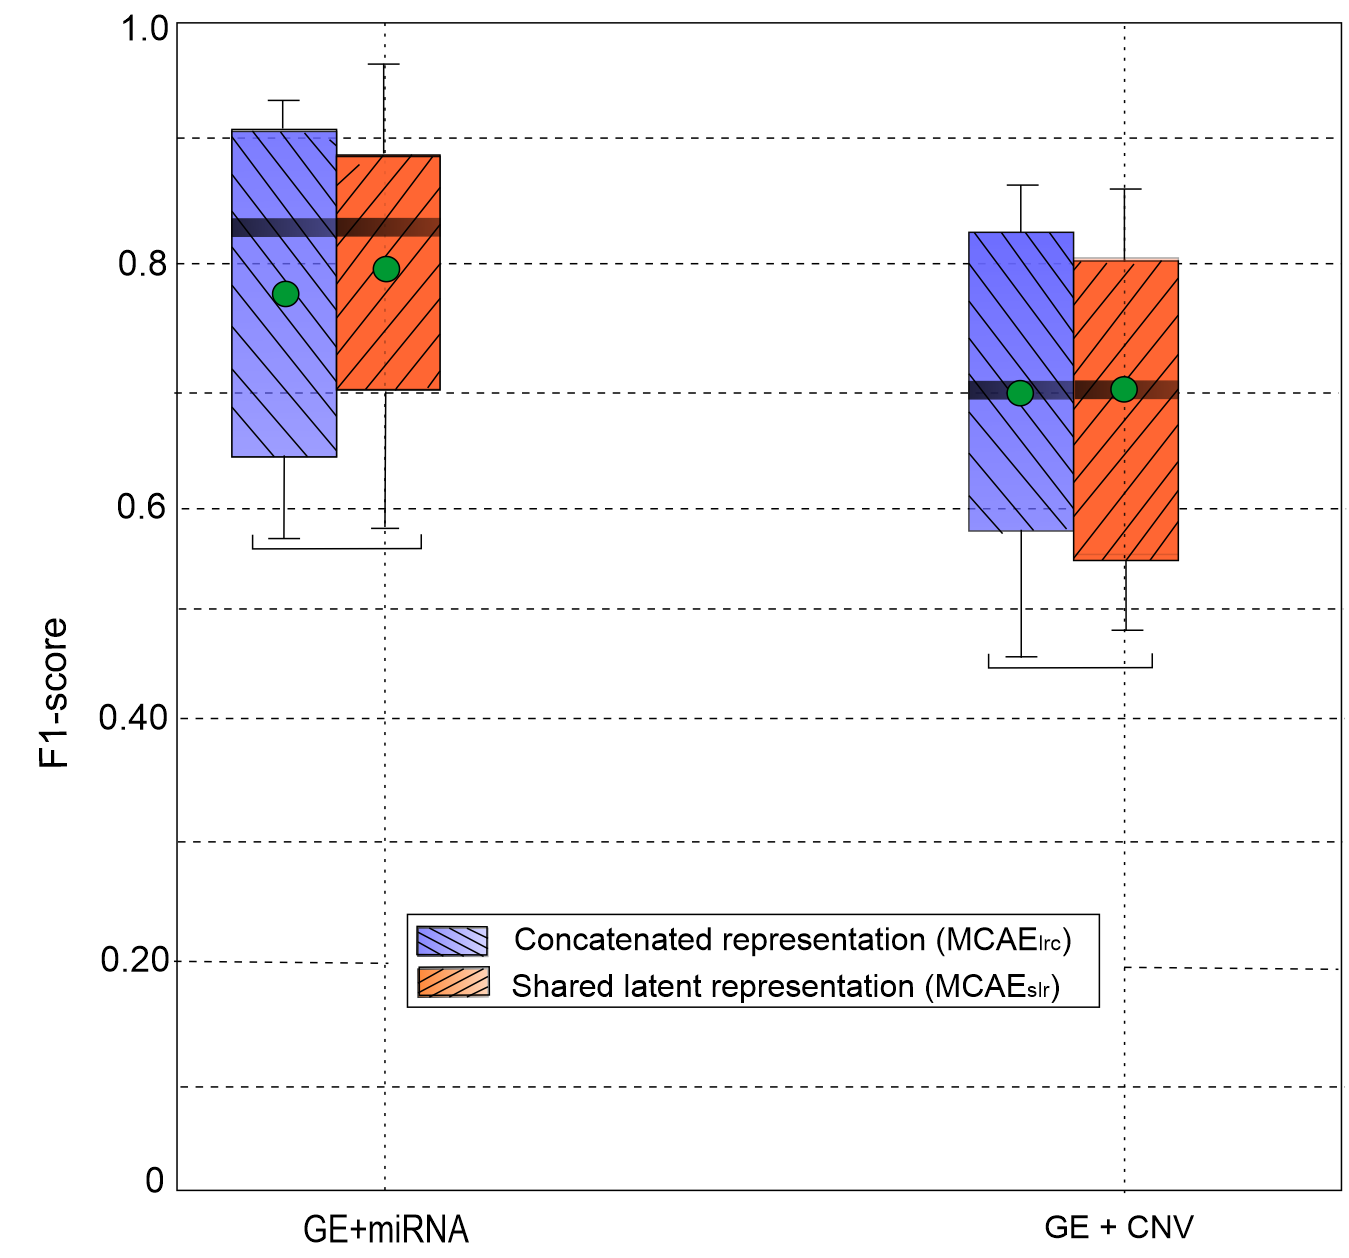 1.0
0.8
0.6
0.40
0.20
0
F1-score
Concatenated representation (MCAElrc)
Shared latent representation (MCAEslr)
GE+miRNA
GE + CNV